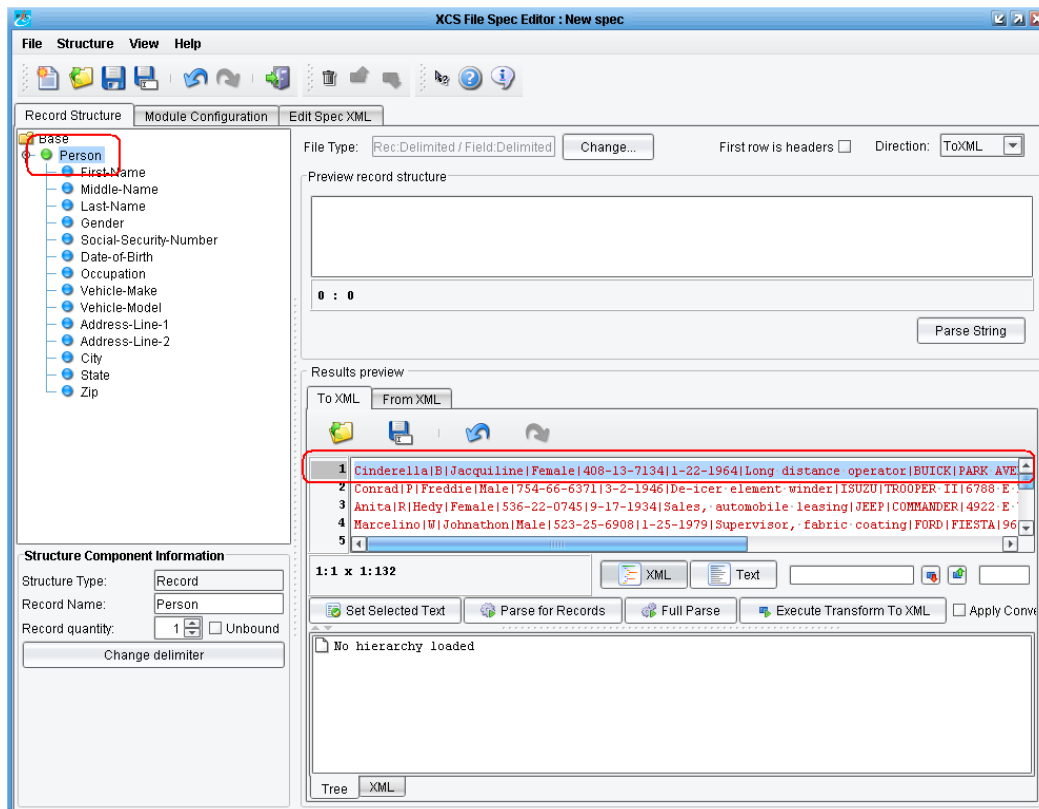 XCS File Spec Editor : New spec
File Structure View Help
Record Structure Module Configuration Edit Spec XML
Base
Person
First-Name
Middle-Name
Last-Name
Gender
Social-Security-Number
Date-of-Birth
Occupation
Vehicle-Make
Vehicle-Model
Address-Line-1
Address-Line-2
City
State
Zip
Structure Component Information
Structure Type: Record
Record Name: Person
Record quantity: 1 Unbound
Change delimiter
File Type: Rec:Delimited / Field:Delimited Change... First row is headers Direction: ToXML
Preview record structure
0 : 0
Parse String
Results preview
To XML From XML
1 Cinderella|B|Jacquiline|Female|408-13-7134|1-22-1964|Long distance operator|BUICK|PARK AVE
2 Conrad|P|Freddie|Male|754-66-6371|3-2-1946|De-icer·element·winder|ISUZU|TROOPER·II|6788·E·
3 Anita|R|Hedy|Female|536-22-0745|9-17-1934|Sales,·automobile·leasing|JEEP|COMMANDER|4922·E·
4 Marcelino|W|Johnathon|Male|523-25-6908|1-25-1979|Supervisor,·fabric·coating|FORD|FIESTA|96
5
1:1 x 1:132 XML Text
Set Selected Text Parse for Records Full Parse Execute Transform To XML Apply Conve
No hierarchy loaded
Tree XML